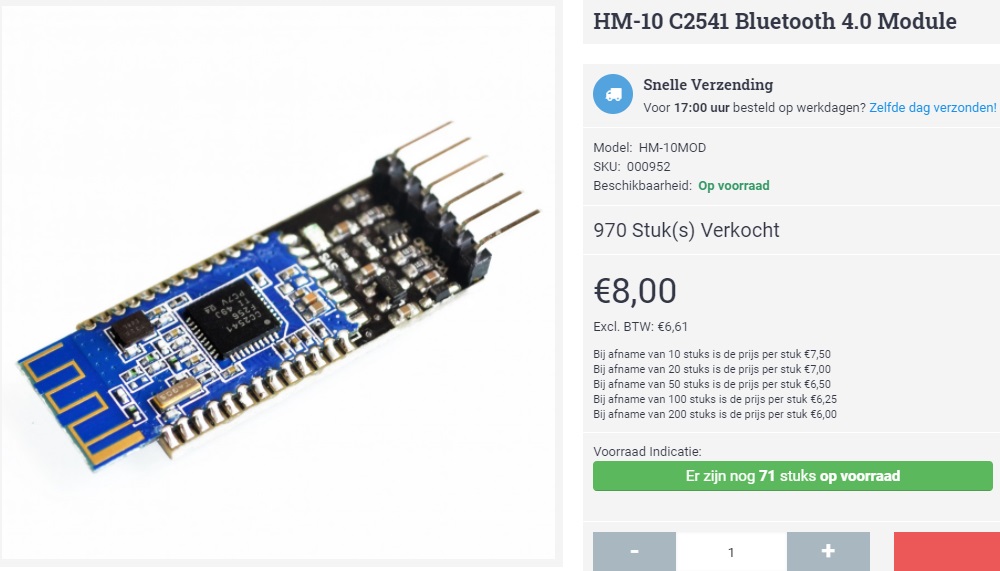 HM-10 C2541 Bluetooth 4.0 Module
Snelle Verzending
Voor 17:00 uur besteld op werkdagen? Zelfde dag verzonden!
Model: HM-10MOD
SKU: 000952
Beschikbaarheid: Op voorraad
970 Stuk(s) Verkocht
€8,00
Excl. BTW: €6,61
Bij afname van 10 stuks is de prijs per stuk €7,50
Bij afname van 20 stuks is de prijs per stuk €7,00
Bij afname van 50 stuks is de prijs per stuk €6,50
Bij afname van 100 stuks is de prijs per stuk €6,25
Bij afname van 200 stuks is de prijs per stuk €6,00
Voorraad Indicatie:
Er zijn nog 71 stuks op voorraad
- 1 +
CC2541
F256